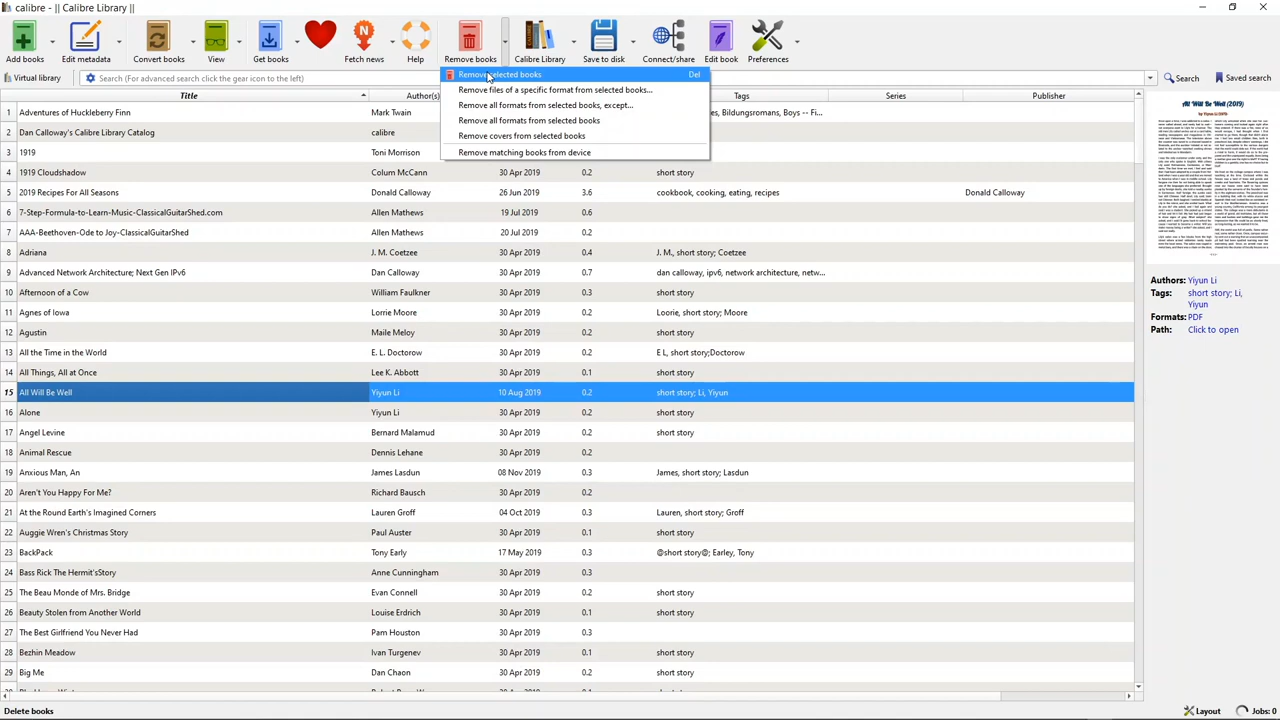 calibre - || Calibre Library ||
Add books
Edit metadata
Convert books
View
Get books
Fetch news
Help
Remove books
Calibre Library
Save to disk
Connect/share
Edit book
Preferences
Virtual library
Search (For advanced search click the gear icon to the left)
Search
Saved search
Remove selected books Del
Remove files of a specific format from selected books...
Remove all formats from selected books, except...
Remove all formats from selected books
Remove covers from selected books
Title Author(s) Tags Series Publisher
1 Adventures of Huckleberry Finn Mark Twain Bildungsromans, Boys -- Fi...
2 Dan Calloway's Calibre Library Catalog calibre
3 1919 Toni Morrison
4 1919 Cloudshadow Colum McCann 30 Apr 2019 0.2 short story
5 2019 Recipes For All Seasons Donald Calloway Jun 2019 3.6 cookbook, cooking, eating, recipes Calloway
6 7-Step-Formula-to-Learn-Music-ClassicalGuitarShed.com Allen Mathews 19 Jul 2019 0.6
7 AAA-Beethoven-Ode to Joy-ClassicalGuitarShed Allen Mathews Jul 2019
8 Adriana J. M. Coetzee 30 Apr 2019 0.4 J. M., short story; Coetzee
9 Advanced Network Architecture; Next Gen IPv6 Dan Calloway 30 Apr 2019 0.7 dan calloway, ipv6, network architecture, netw...
10 Afternoon of a Cow William Faulkner 30 Apr 2019 0.3 short story
11 Agnes of Iowa Lorrie Moore 30 Apr 2019 0.2 Loorie, short story; Moore
12 Agustin Maile Meloy 30 Apr 2019 0.2 short story
13 All the Time in the World E. L. Doctorow 30 Apr 2019 0.2 E L, short story;Doctorow
14 All Things, All at Once Lee K. Abbott 30 Apr 2019 0.1 short story
15 All Will Be Well Yiyun Li 10 Aug 2019 0.2 short story; Li, Yiyun
16 Alone Yiyun Li 30 Apr 2019 0.2 short story
17 Angel Levine Bernard Malamud 30 Apr 2019 0.2 short story
18 Animal Rescue Dennis Lehane 30 Apr 2019 0.2
19 Anxious Man, An James Lasdun 08 Nov 2019 0.3 James, short story; Lasdun
20 Aren't You Happy For Me? Richard Bausch 30 Apr 2019 0.2
21 At the Round Earth's Imagined Corners Lauren Groff 04 Oct 2019 0.3 Lauren, short story; Groff
22 Auggie Wren's Christmas Story Paul Auster 30 Apr 2019 0.1 short story
23 BackPack Tony Early 17 May 2019 0.3 @short story@; Earley, Tony
24 Bass Rick The Hermit'sStory Anne Cunningham 30 Apr 2019 0.3
25 The Beau Monde of Mrs. Bridge Evan Connell 30 Apr 2019 0.2 short story
26 Beauty Stolen from Another World Louise Erdrich 30 Apr 2019 0.1 short story
27 The Best Girlfriend You Never Had Pam Houston 30 Apr 2019 0.3
28 Bezhin Meadow Ivan Turgenev 30 Apr 2019 0.1 short story
29 Big Me Dan Chaon 30 Apr 2019 0.2 short story
All Will Be Well (2019)
by Yiyun Li (1972)
Authors: Yiyun Li
Tags: short story; Li,
Yiyun
Formats: PDF
Path: Click to open
Delete books
Layout
Jobs: 0